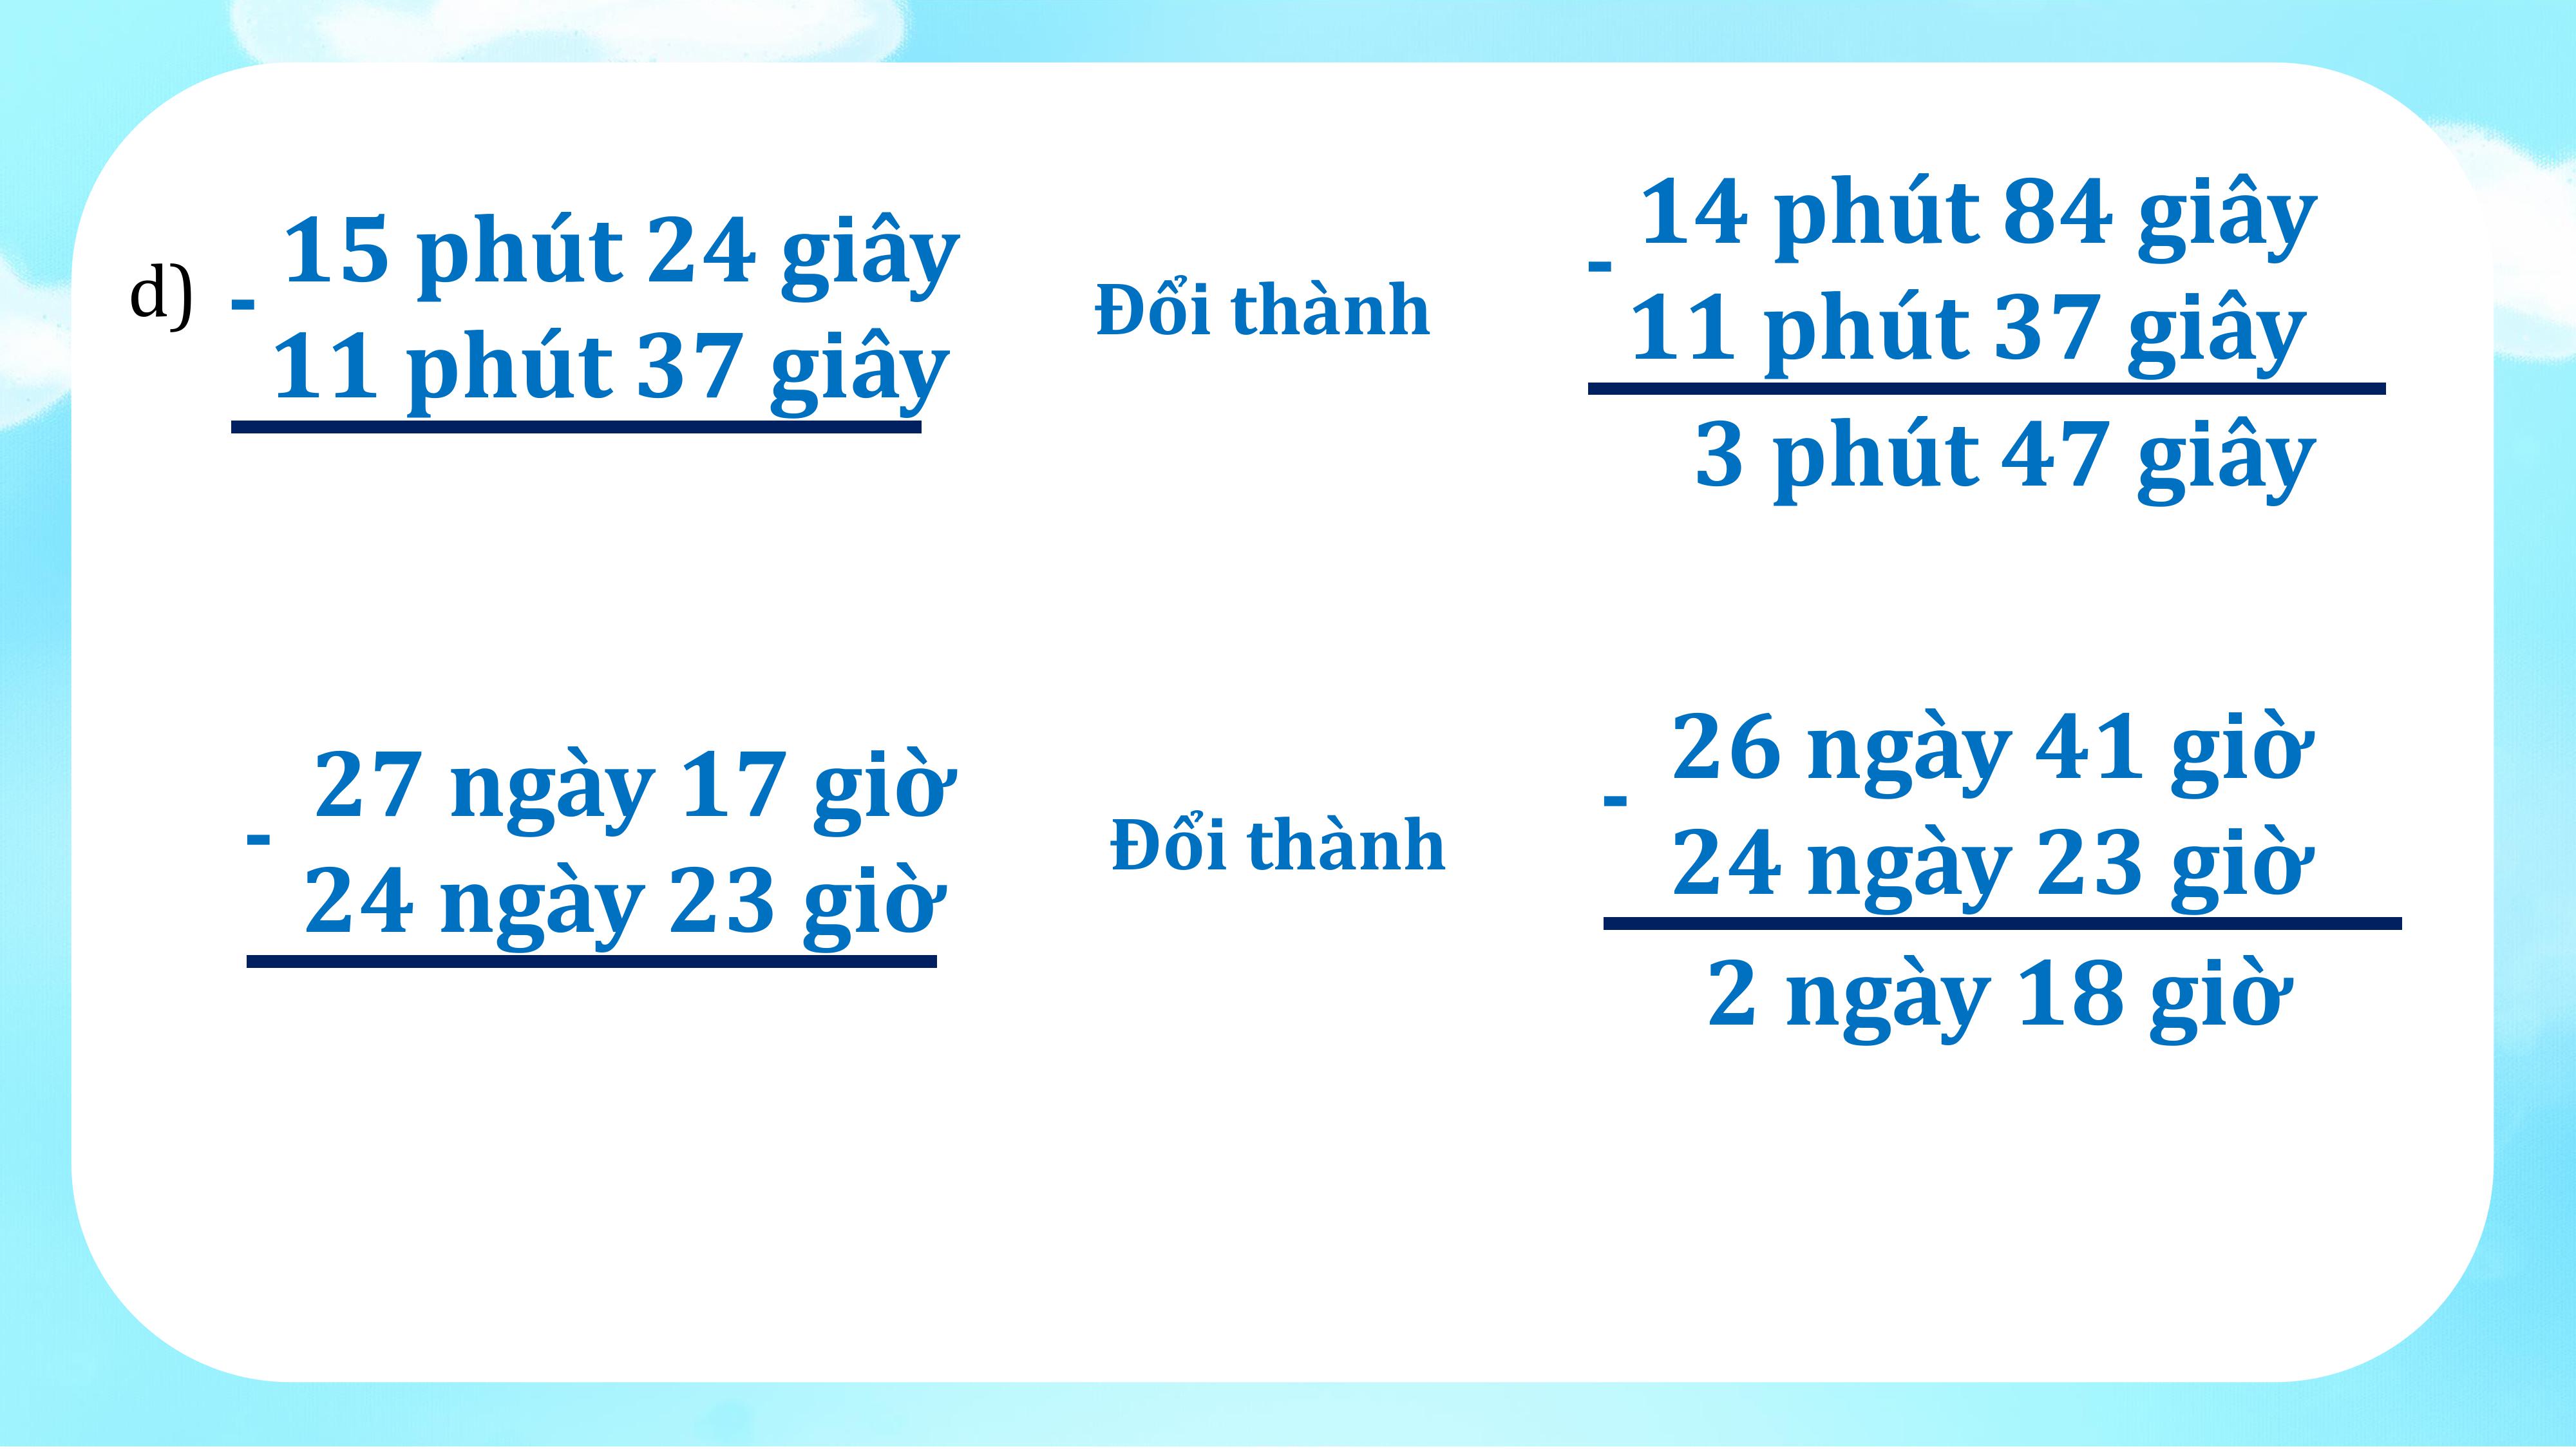 d)
-
15 phút 24 giây
11 phút 37 giây
Đổi thành
-
14 phút 84 giây
11 phút 37 giây
3 phút 47 giây
-
27 ngày 17 giờ
24 ngày 23 giờ
Đổi thành
-
26 ngày 41 giờ
24 ngày 23 giờ
2 ngày 18 giờ